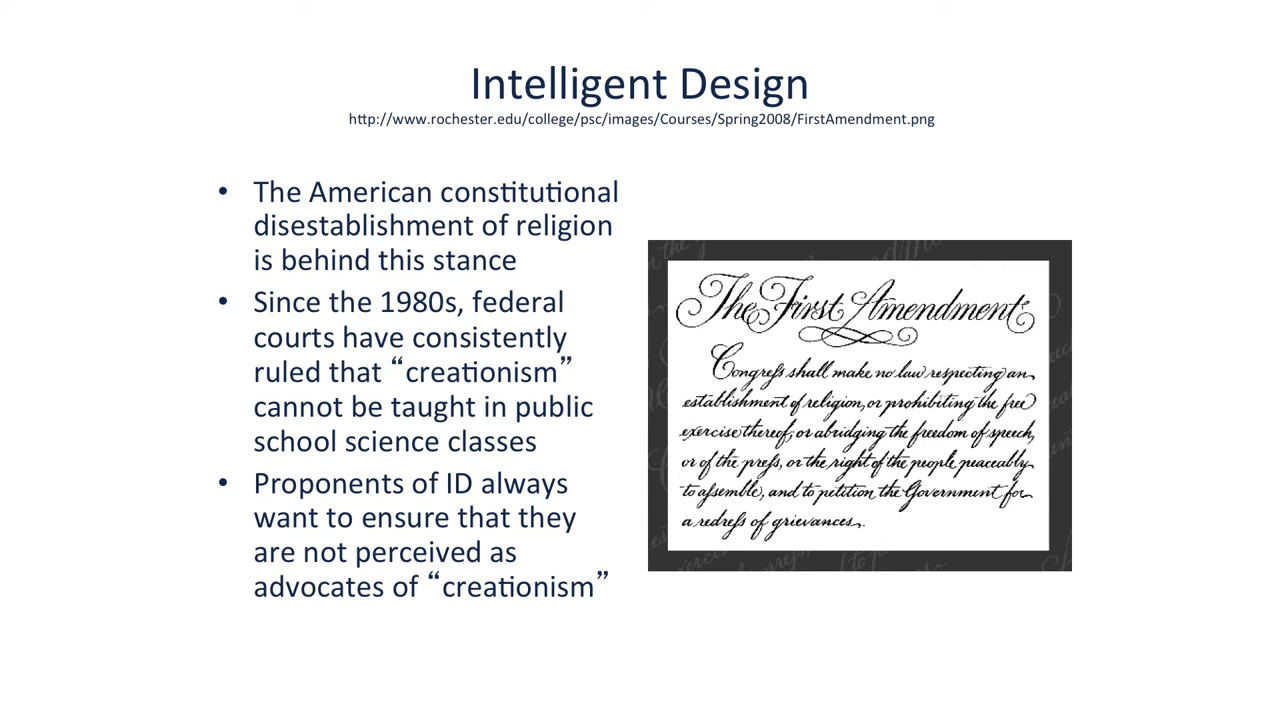 Intelligent Design
http://www.rochester.edu/college/psc/images/Courses/Spring2008/FirstAmendment.png
• The American constitutional
disestablishment of religion
is behind this stance
• Since the 1980s, federal
courts have consistently
ruled that “creationism”
cannot be taught in public
school science classes
• Proponents of ID always
want to ensure that they
are not perceived as
advocates of “creationism”
The First Amendment
Congreſs shall make no law respecting an
establishment of religion, or prohibiting the free
exercise thereof; or abridging the freedom of speech,
or of the preſs, or the right of the people peaceably
to aſsemble, and to petition the Government for
a redreſs of grievances.